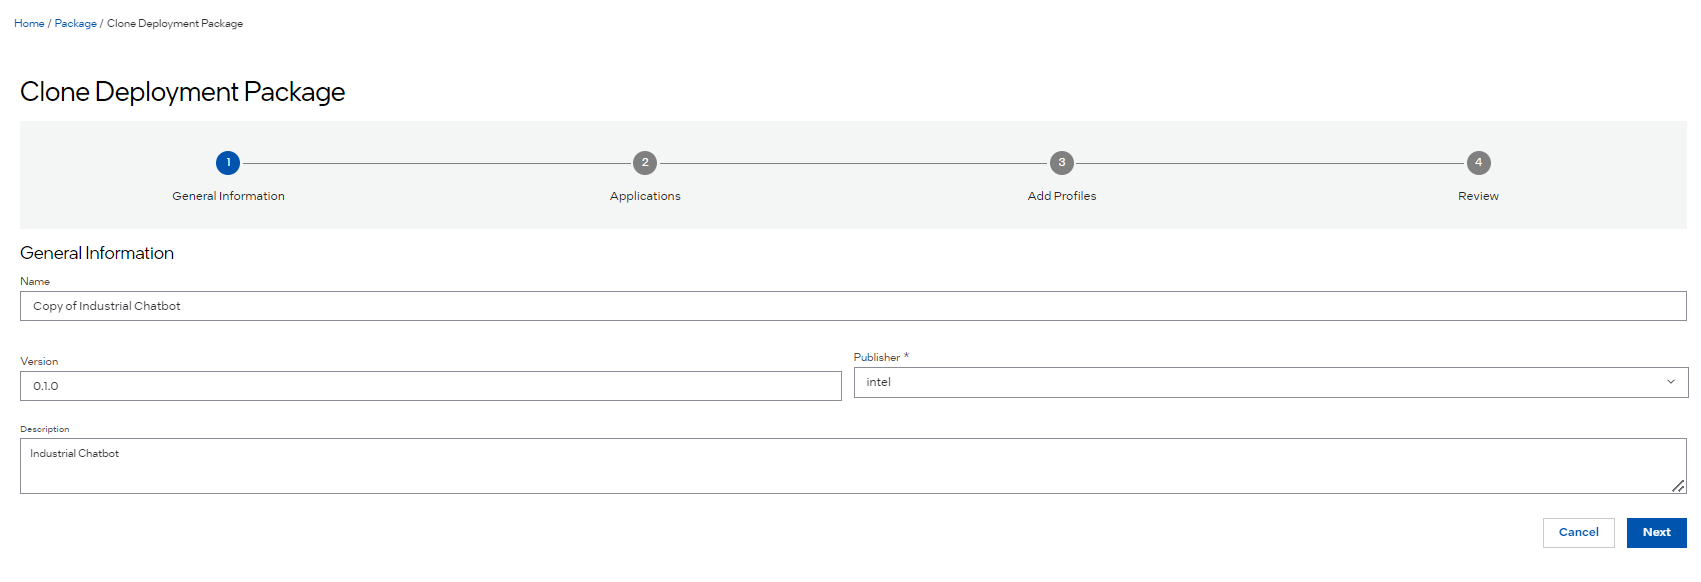 Home / Package / Clone Deployment Package
Clone Deployment Package
1
2
3
4
General Information
Applications
Add Profiles
Review
General Information
Name
Copy of Industrial Chatbot
Version
Publisher *
0.1.0
intel
Description
Industrial Chatbot
Cancel
Next